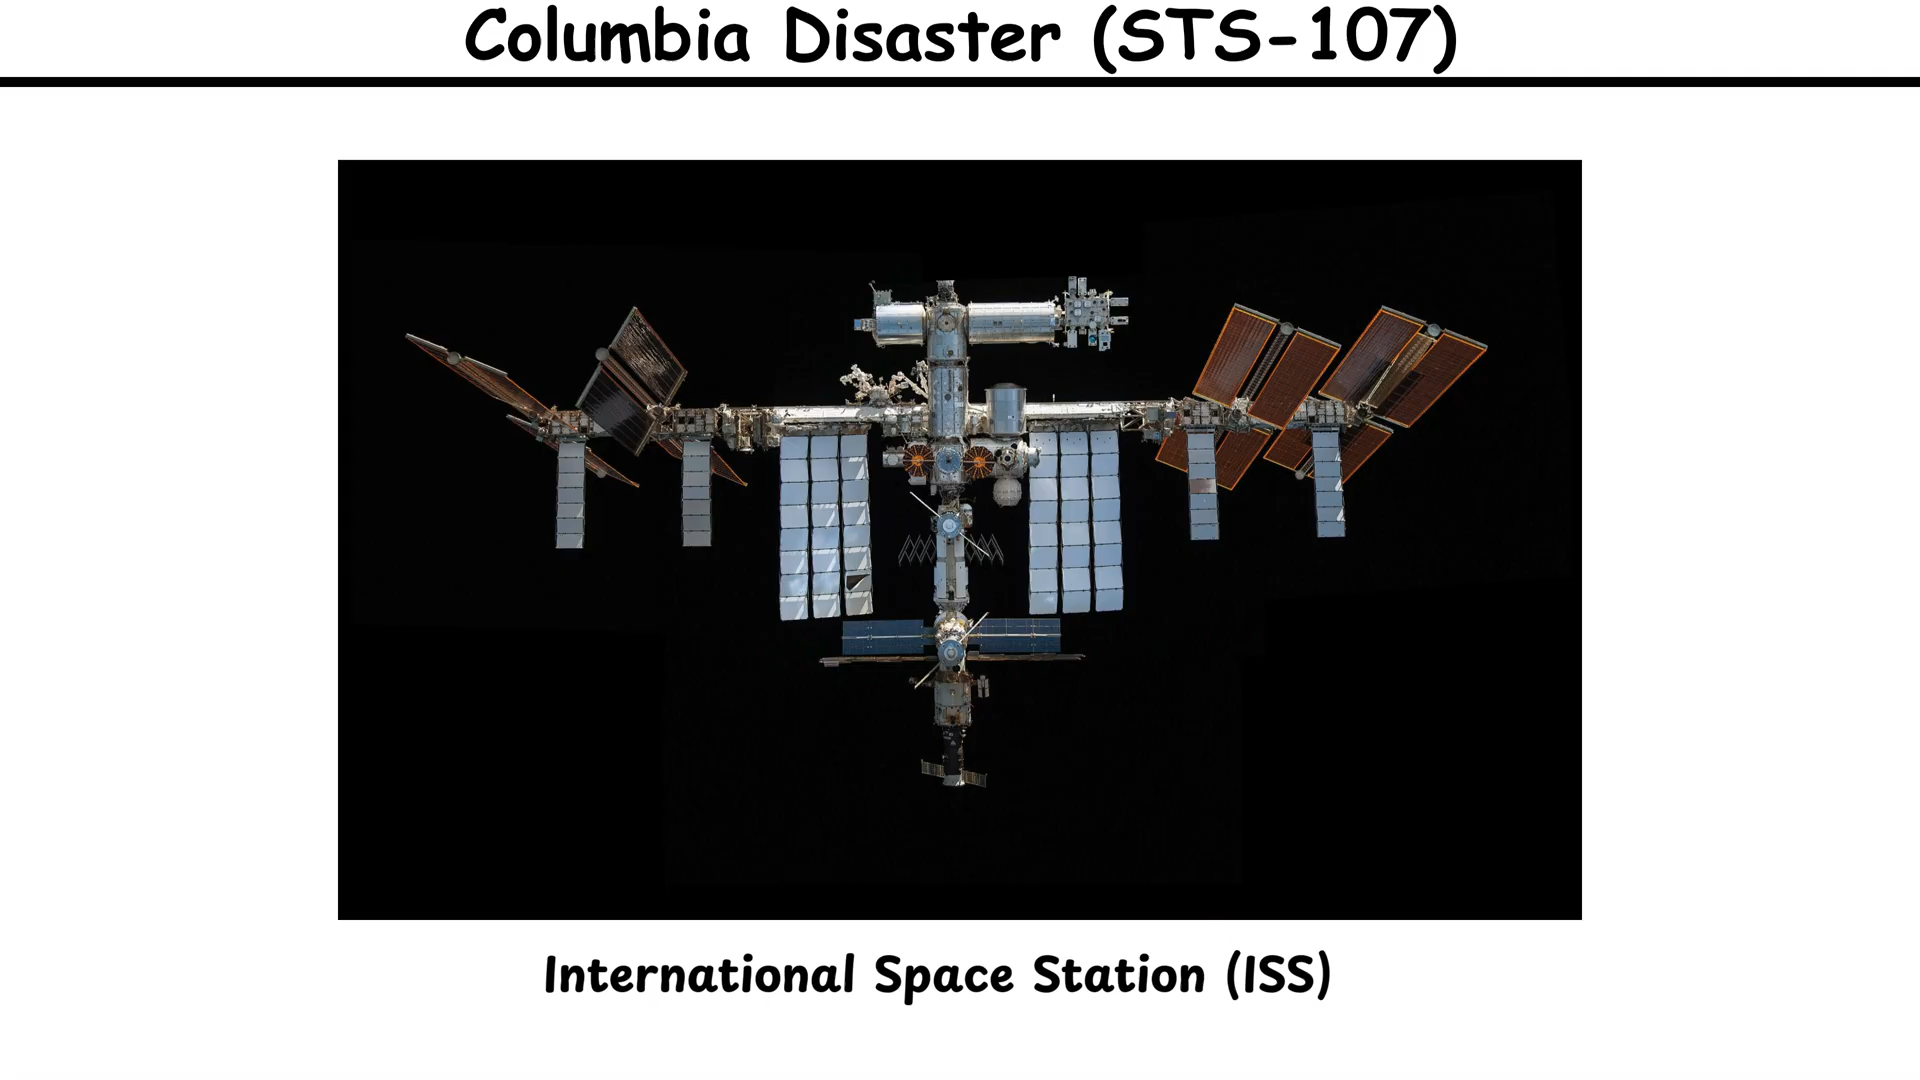 Columbia Disaster (STS-107)
International Space Station (ISS)